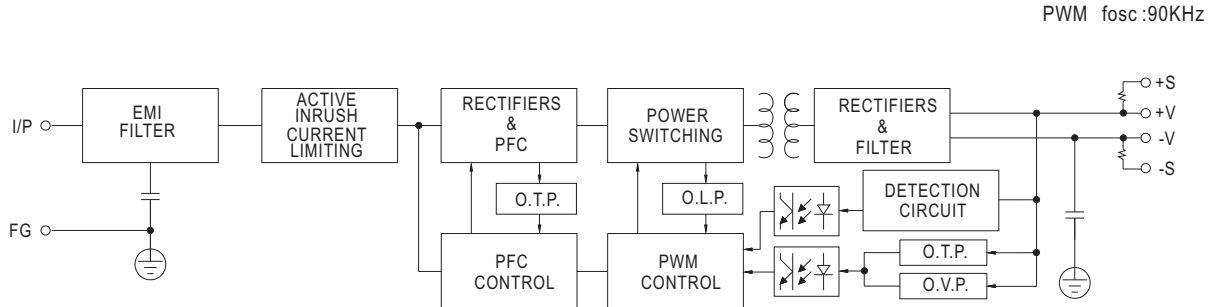 PWM fosc :90KHz
I/P
EMI
FILTER
ACTIVE
INRUSH
CURRENT
LIMITING
RECTIFIERS
&
PFC
POWER
SWITCHING
RECTIFIERS
&
FILTER
+S
+V
-V
-S
O.T.P.
O.L.P.
DETECTION
CIRCUIT
FG
PFC
CONTROL
PWM
CONTROL
O.T.P.
O.V.P.